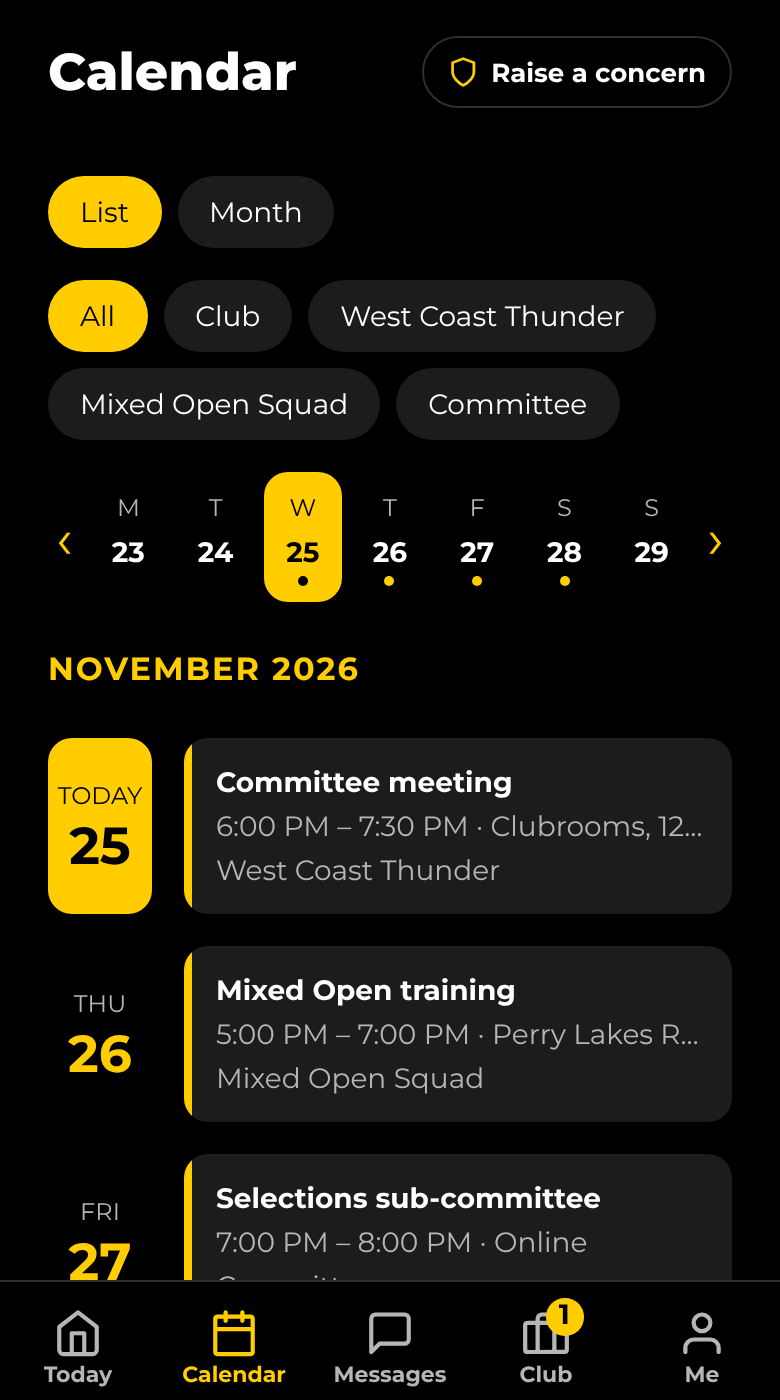 Calendar
Raise a concern
List
Month
All
Club
West Coast Thunder
Mixed Open Squad
Committee
M T W T F S S
23 24 25 26 27 28 29
NOVEMBER 2026
TODAY
25
Committee meeting
6:00 PM – 7:30 PM · Clubrooms, 12...
West Coast Thunder
THU
26
Mixed Open training
5:00 PM – 7:00 PM · Perry Lakes R...
Mixed Open Squad
FRI
27
Selections sub-committee
7:00 PM – 8:00 PM · Online
1
Today
Calendar
Messages
Club
Me